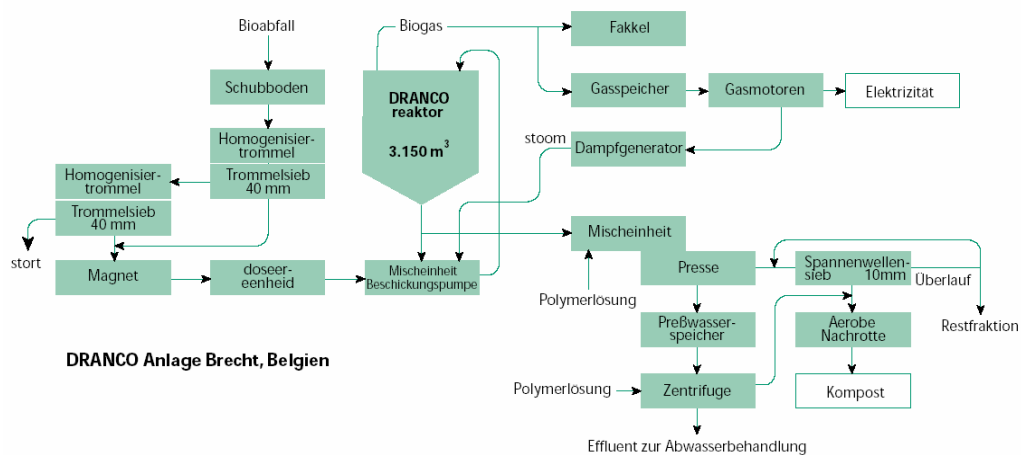 Bioabfall
Biogas
Fakkel
Schubboden
DRANCO
reaktor
3.150 m³
Gasspeicher
Gasmotoren
Elektrizität
Homogenisier-
trommel
Trommelsieb
40 mm
stoom
Dampfgenerator
Homogenisier-
trommel
Trommelsieb
40 mm
stort
Magnet
doseer-
eenheid
Mischeinheit
Beschickungspumpe
Mischeinheit
Polymerlösung
Presse
Spannenwellen-
sieb 10mm
Überlauf
Restfraktion
Preßwasser-
speicher
Aerobe
Nachrotte
DRANCO Anlage Brecht, Belgien
Polymerlösung
Zentrifuge
Kompost
Effluent zur Abwasserbehandlung